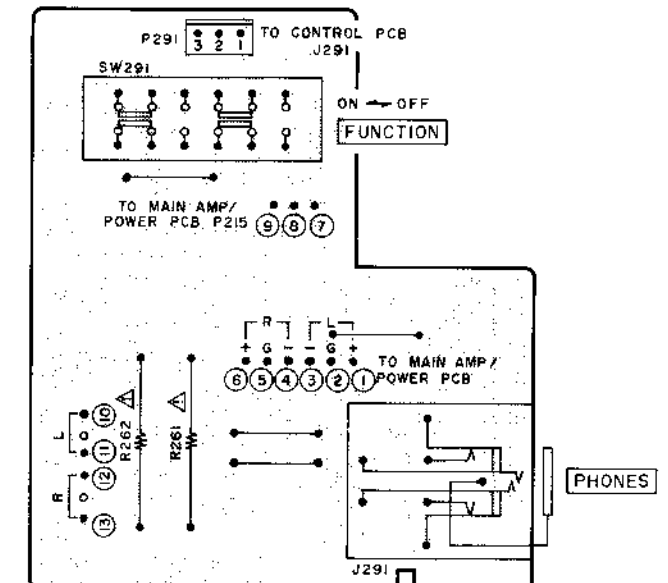 P291
3 2 1
TO CONTROL PCB
J291
SW291
ON OFF
FUNCTION
TO MAIN AMP/
POWER PCB P215
9 8 7
R L
+ G - - G +
6 5 4 3 2 1
TO MAIN AMP/
POWER PCB
10
L
11
12
R
13
R262
R261
PHONES
J291